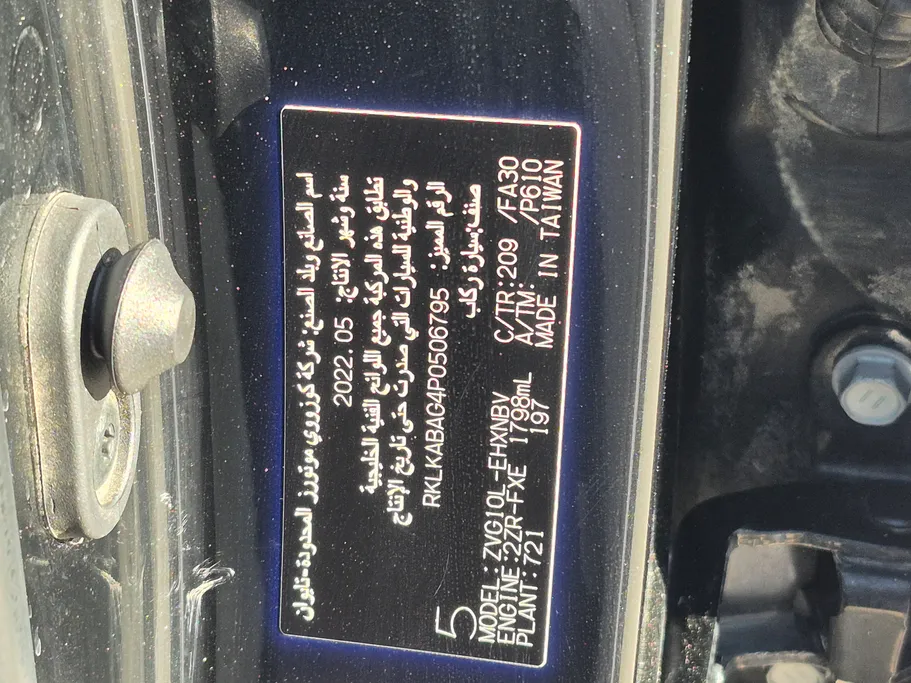 اسم الصانع وبلد الصنع: شركة كوزروي موتورز المحدودة-تايوان
سنة وشهر الإنتاج: 2022.05
تطابق هذه المركبة جميع اللوائح الفنية الخليجية
والوطنية للسيارات التي صدرت حتى تاريخ الإنتاج
الرقم المميز: RKLKABAG4P0506795
صنف:سيارة ركاب
5
MODEL:ZVG10L-EHXNBV C/TR:209 /FA30
ENGINE:2ZR-FXE 1798mL A/TM: /P610
PLANT:721 197 MADE IN TAIWAN